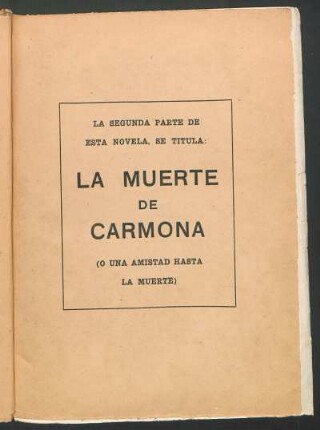 LA SEGUNDA PARTE DE
ESTA NOVELA, SE TITULA:
LA MUERTE
DE
CARMONA
(O UNA AMISTAD HASTA
LA MUERTE)